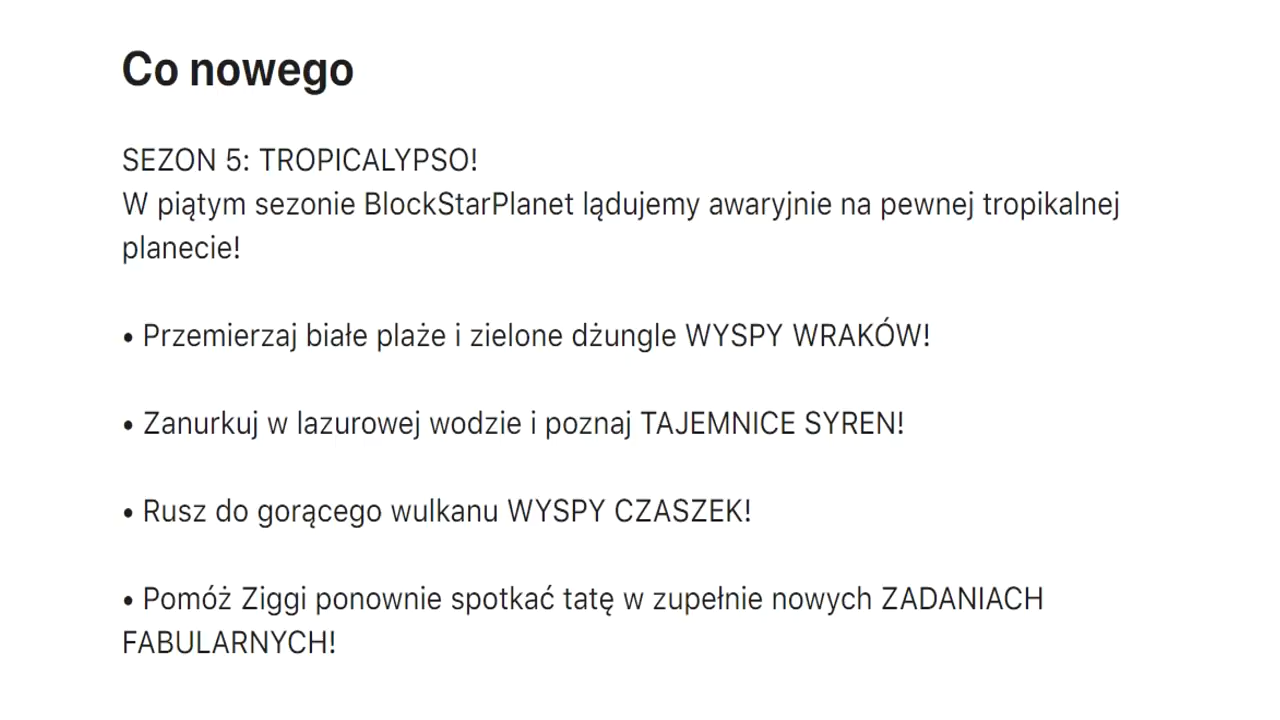 Co nowego
SEZON 5: TROPICALYPSO!
W piątym sezonie BlockStarPlanet lądujemy awaryjnie na pewnej tropikalnej
planecie!
• Przemierzaj białe plaże i zielone dżungle WYSPY WRAKÓW!
• Zanurkuj w lazurowej wodzie i poznaj TAJEMNICE SYREN!
• Rusz do gorącego wulkanu WYSPY CZASZEK!
• Pomóż Ziggi ponownie spotkać tatę w zupełnie nowych ZADANIACH
FABULARNYCH!